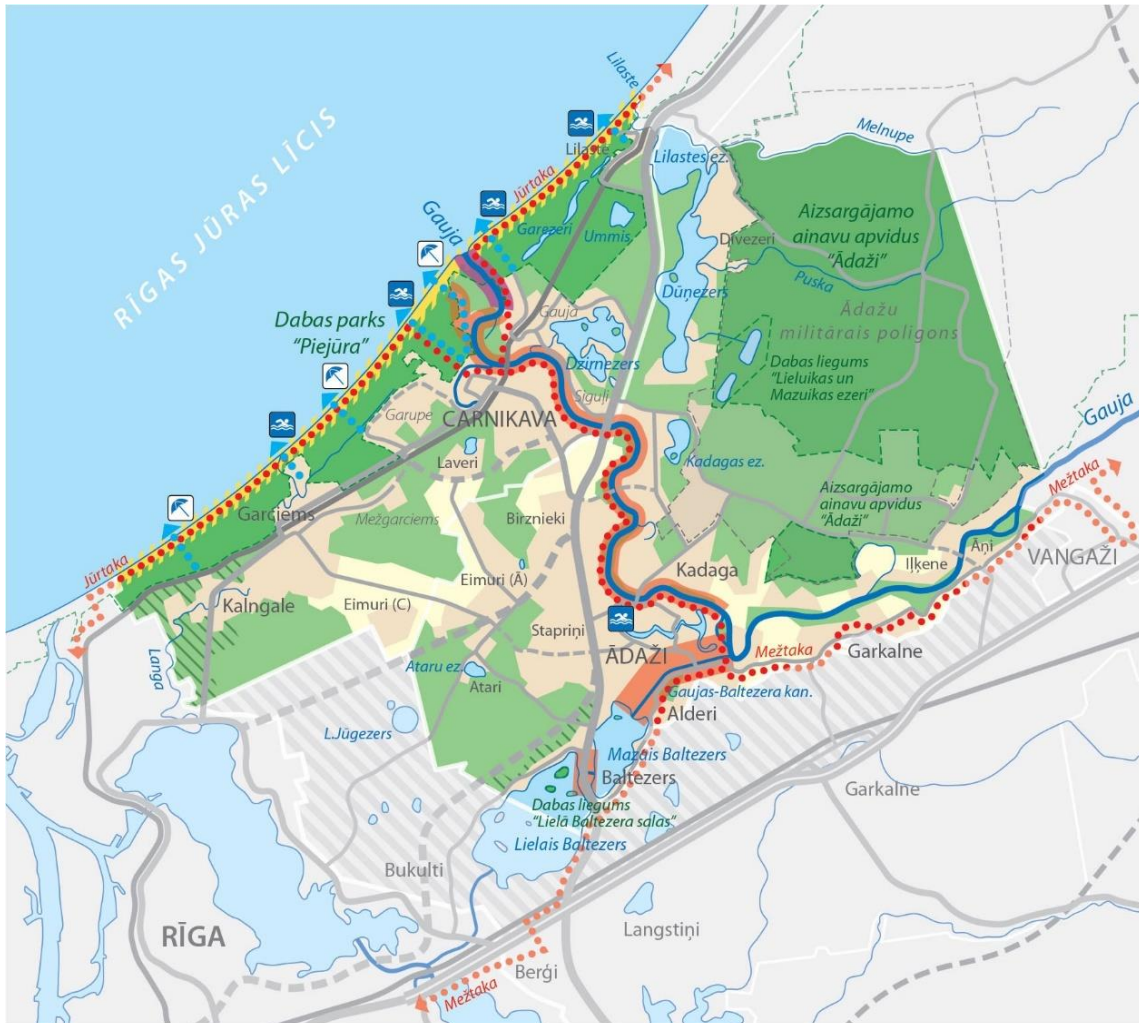 Lilaste
RĪGAS JŪRAS LĪCIS
Melnupe
Lilaste
Lilastes ez.
Jūrtaka
Gauja
Garezeri
Ummis
Aizsargājamo
ainavu apvidus
"Ādaži"
Divezeri
Puska
Dūņezers
Gauja
Dabas parks
"Piejūra"
Ādažu
militārais poligons
Dzirnezers
Dabas liegums
"Lieluikas un
Mazuikas ezeri"
Siguļi
Garupe
CARNIKAVA
Gauja
Laveri
Kadagas ez.
Mežtaka
Garciems
Mežgarciems
Birznieki
Aizsargājamo
ainavu apvidus
"Ādaži"
Āņi
VANGAŽI
Iļķene
Jūrtaka
Kalngale
Eimuri (Ā)
Eimuri (C)
Kadaga
Stapriņi
Langa
ĀDAŽI
Mežtaka
Garkalne
Ataru ez.
Atari
Gaujas-Baltezera kan.
Alderi
L.Jūgezers
Mazais Baltezers
Baltezers
Garkalne
Dabas liegums
"Lielā Baltezera salas"
Lielais Baltezers
Bukulti
RĪGA
Langstiņi
Berģi
Mežtaka